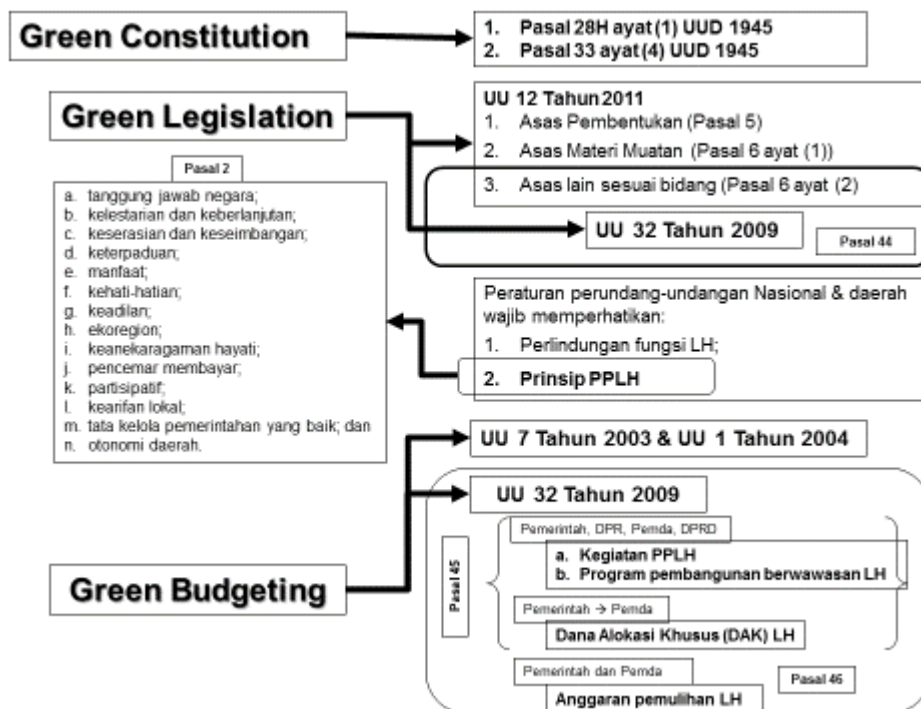 Green Constitution
1. Pasal 28H ayat (1) UUD 1945
2. Pasal 33 ayat (4) UUD 1945
Green Legislation
UU 12 Tahun 2011
1. Asas Pembentukan (Pasal 5)
2. Asas Materi Muatan (Pasal 6 ayat (1))
3. Asas lain sesuai bidang (Pasal 6 ayat (2)
UU 32 Tahun 2009
Pasal 44
Peraturan perundang-undangan Nasional & daerah
wajib memperhatikan:
1. Perlindungan fungsi LH;
2. Prinsip PPLH
Pasal 2
a. tanggung jawab negara;
b. kelestarian dan keberlanjutan;
c. keserasian dan keseimbangan;
d. keterpaduan;
e. manfaat;
f. kehati-hatian;
g. keadilan;
h. ekoregion;
i. keanekaragaman hayati;
j. pencemar membayar;
k. partisipatif;
l. kearifan lokal;
m. tata kelola pemerintahan yang baik; dan
n. otonomi daerah.
Green Budgeting
UU 7 Tahun 2003 & UU 1 Tahun 2004
UU 32 Tahun 2009
Pasal 45
Pemerintah, DPR, Pemda, DPRD
a. Kegiatan PPLH
b. Program pembangunan berwawasan LH
Pemerintah → Pemda
Dana Alokasi Khusus (DAK) LH
Pemerintah dan Pemda
Pasal 46
Anggaran pemulihan LH